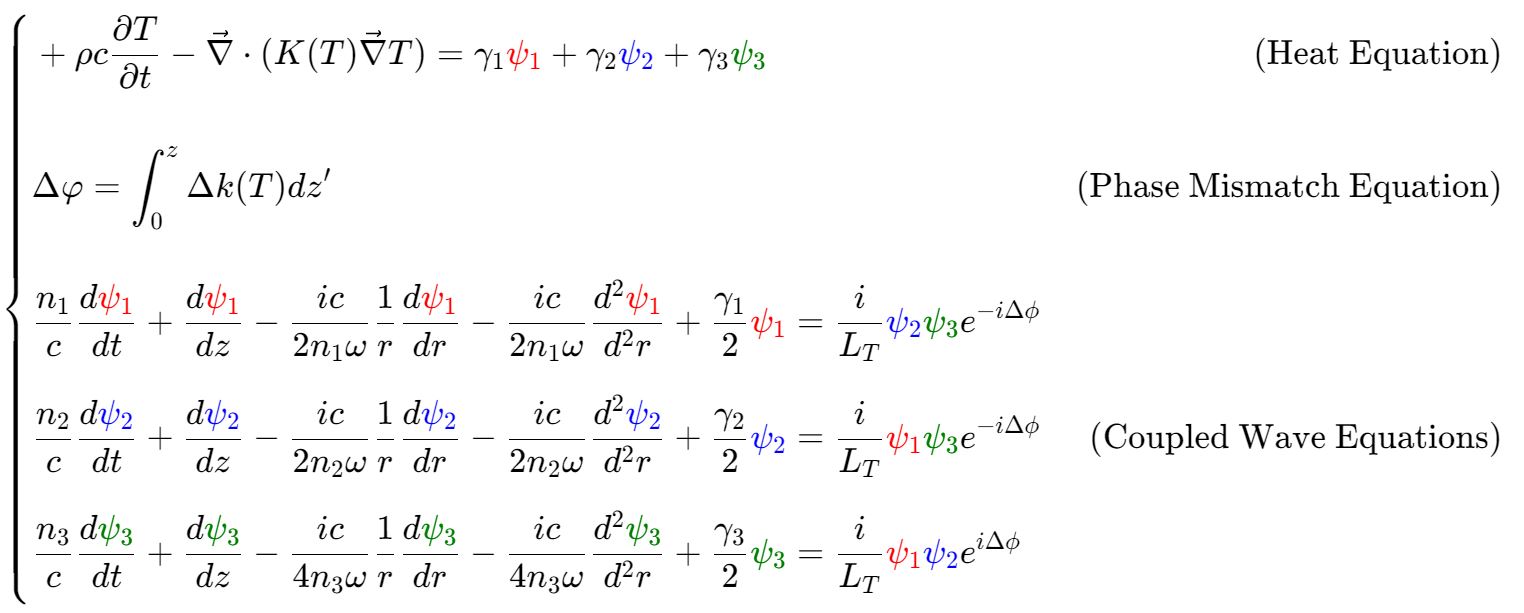 $+ \rho c \frac{\partial T}{\partial t} - \vec{\nabla} \cdot (K(T) \vec{\nabla} T) = \gamma_1 \psi_1 + \gamma_2 \psi_2 + \gamma_3 \psi_3$ (Heat Equation)
$\Delta\varphi = \int_0^z \Delta k(T) dz'$ (Phase Mismatch Equation)
$\frac{n_1}{c} \frac{d\psi_1}{dt} + \frac{d\psi_1}{dz} - \frac{ic}{2n_1\omega} \frac{1}{r} \frac{d\psi_1}{dr} - \frac{ic}{2n_1\omega} \frac{d^2\psi_1}{d^2r} + \frac{\gamma_1}{2} \psi_1 = \frac{i}{L_T} \psi_2 \psi_3 e^{-i\Delta\phi}$
$\frac{n_2}{c} \frac{d\psi_2}{dt} + \frac{d\psi_2}{dz} - \frac{ic}{2n_2\omega} \frac{1}{r} \frac{d\psi_2}{dr} - \frac{ic}{2n_2\omega} \frac{d^2\psi_2}{d^2r} + \frac{\gamma_2}{2} \psi_2 = \frac{i}{L_T} \psi_1 \psi_3 e^{-i\Delta\phi}$ (Coupled Wave Equations)
$\frac{n_3}{c} \frac{d\psi_3}{dt} + \frac{d\psi_3}{dz} - \frac{ic}{4n_3\omega} \frac{1}{r} \frac{d\psi_3}{dr} - \frac{ic}{4n_3\omega} \frac{d^2\psi_3}{d^2r} + \frac{\gamma_3}{2} \psi_3 = \frac{i}{L_T} \psi_1 \psi_2 e^{i\Delta\phi}$